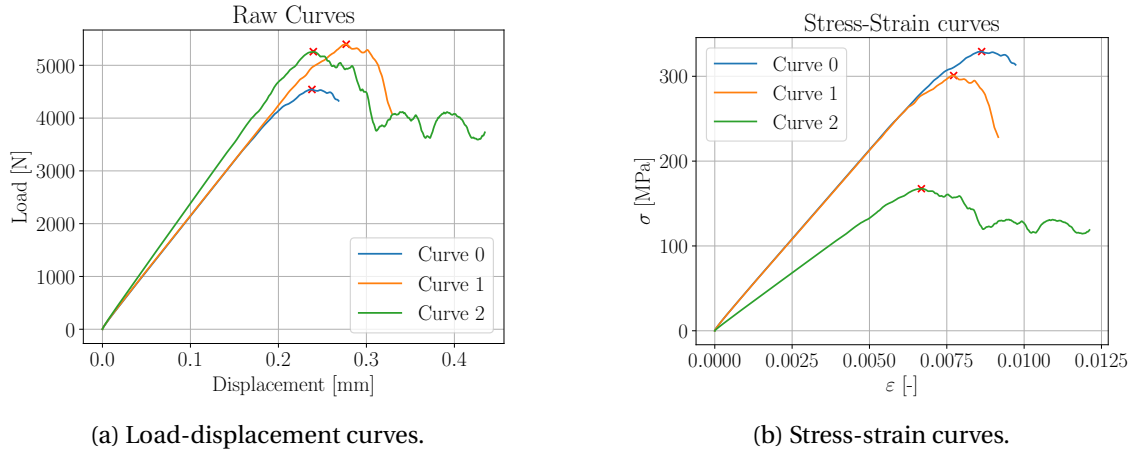 Raw Curves
Load [N]
5000
4000
3000
2000
1000
0
Curve 0
Curve 1
Curve 2
0.0 0.1 0.2 0.3 0.4
Displacement [mm]
(a) Load-displacement curves.
Stress-Strain curves
σ [MPa]
300
200
100
0
Curve 0
Curve 1
Curve 2
0.0000 0.0025 0.0050 0.0075 0.0100 0.0125
ε [-]
(b) Stress-strain curves.